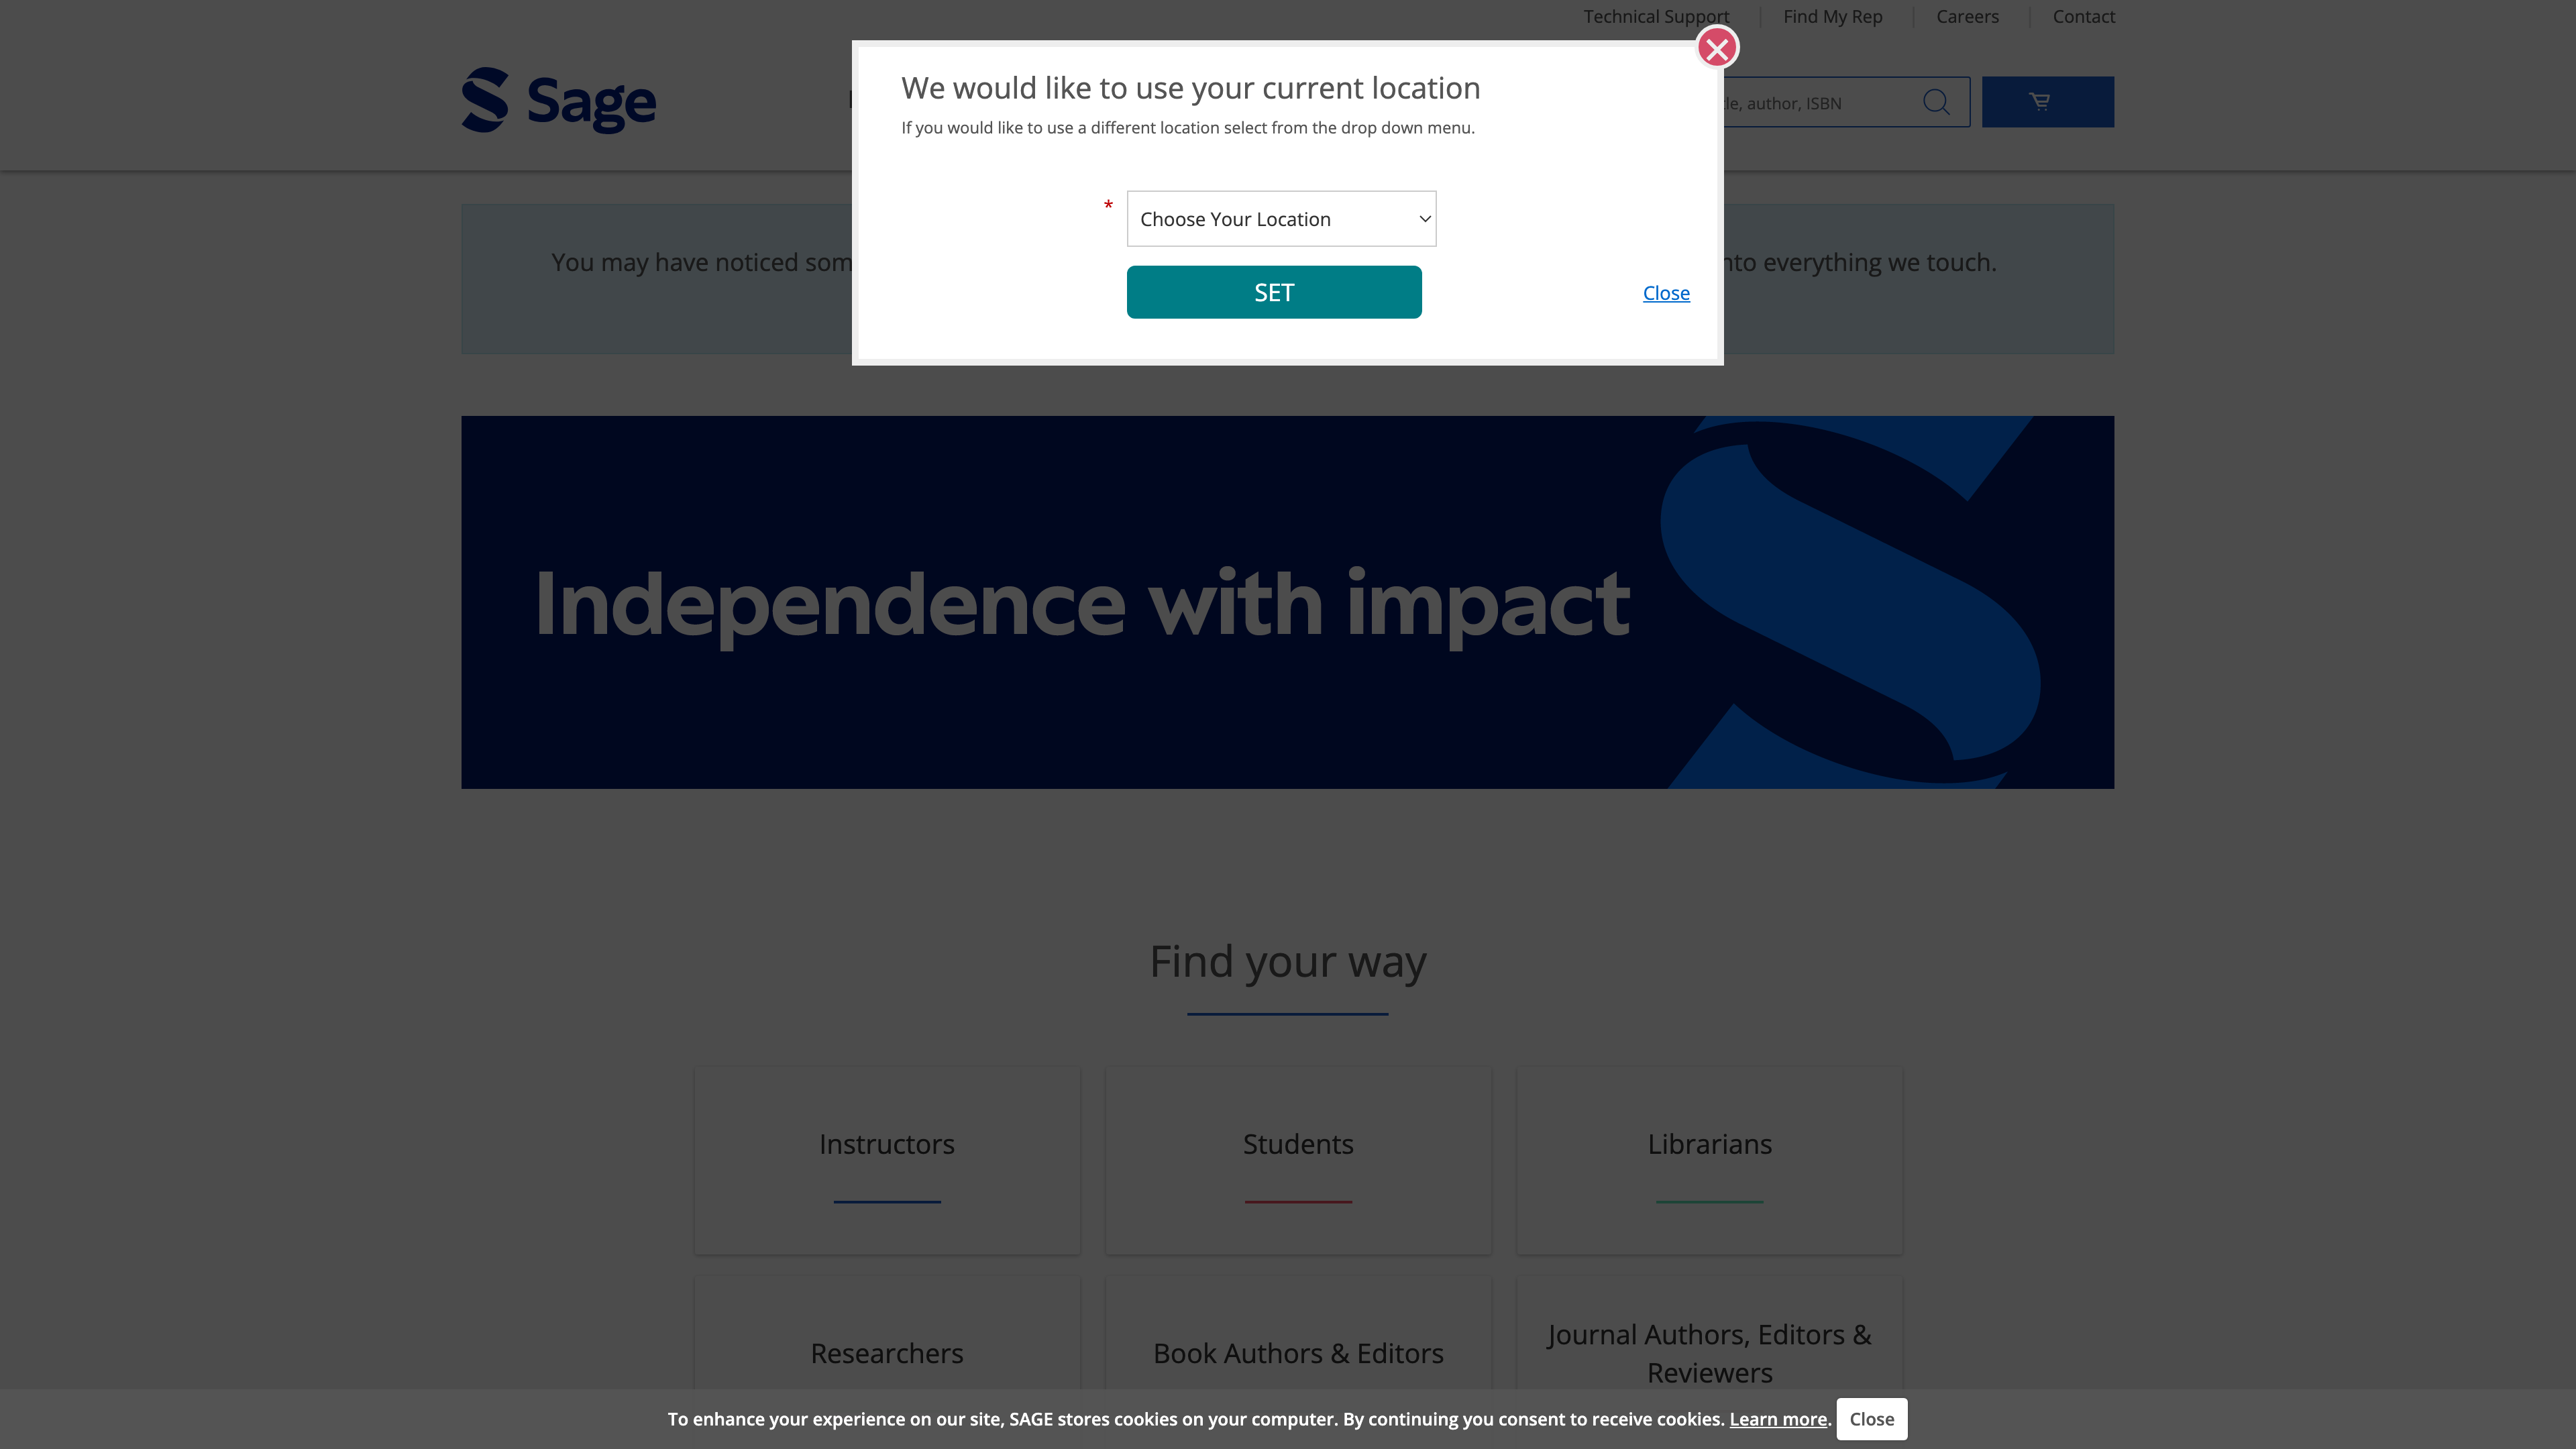 Technical Support
Find My Rep
Careers
Contact
Sage
We would like to use your current location
If you would like to use a different location select from the drop down menu.
author, ISBN
* Choose Your Location
SET
Close
You may have noticed
everything we touch.
Independence with impact
Find your way
Instructors
Students
Librarians
Researchers
Book Authors & Editors
Journal Authors, Editors &
Reviewers
To enhance your experience on our site, SAGE stores cookies on your computer. By continuing you consent to receive cookies. Learn more. Close